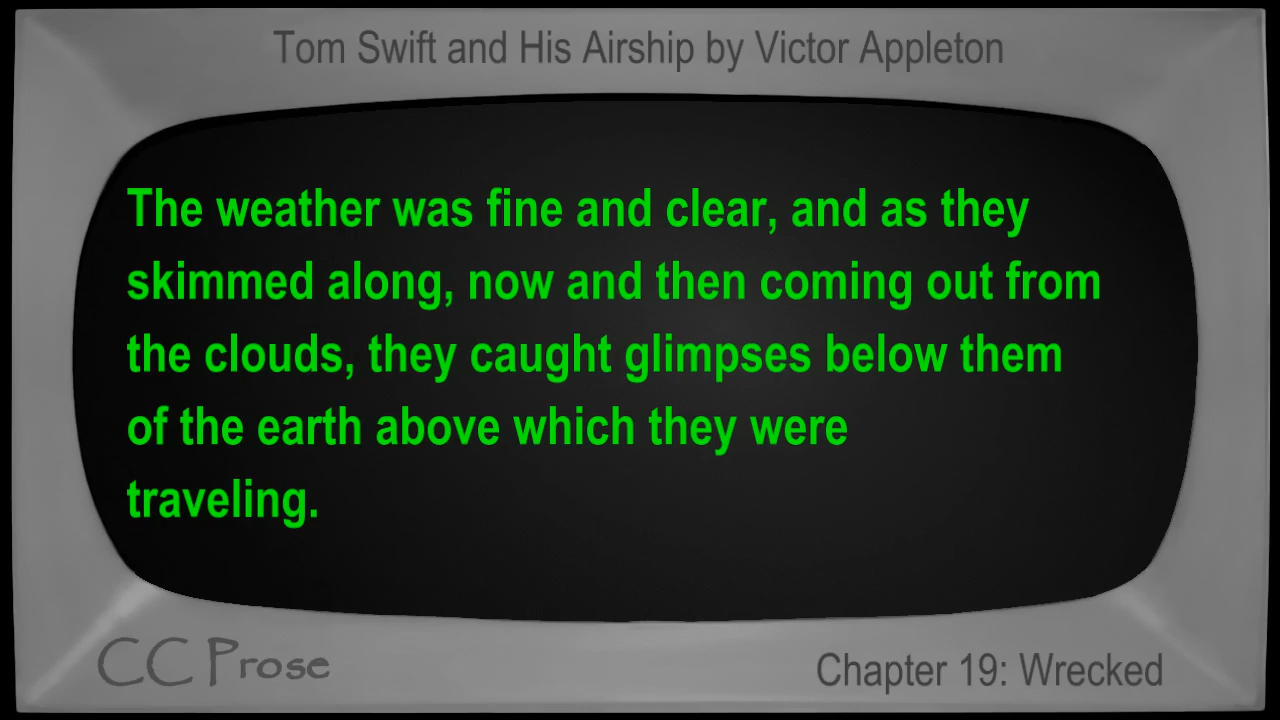 Tom Swift and His Airship by Victor Appleton
The weather was fine and clear, and as they
skimmed along, now and then coming out from
the clouds, they caught glimpses below them
of the earth above which they were
traveling.
CC Prose
Chapter 19: Wrecked